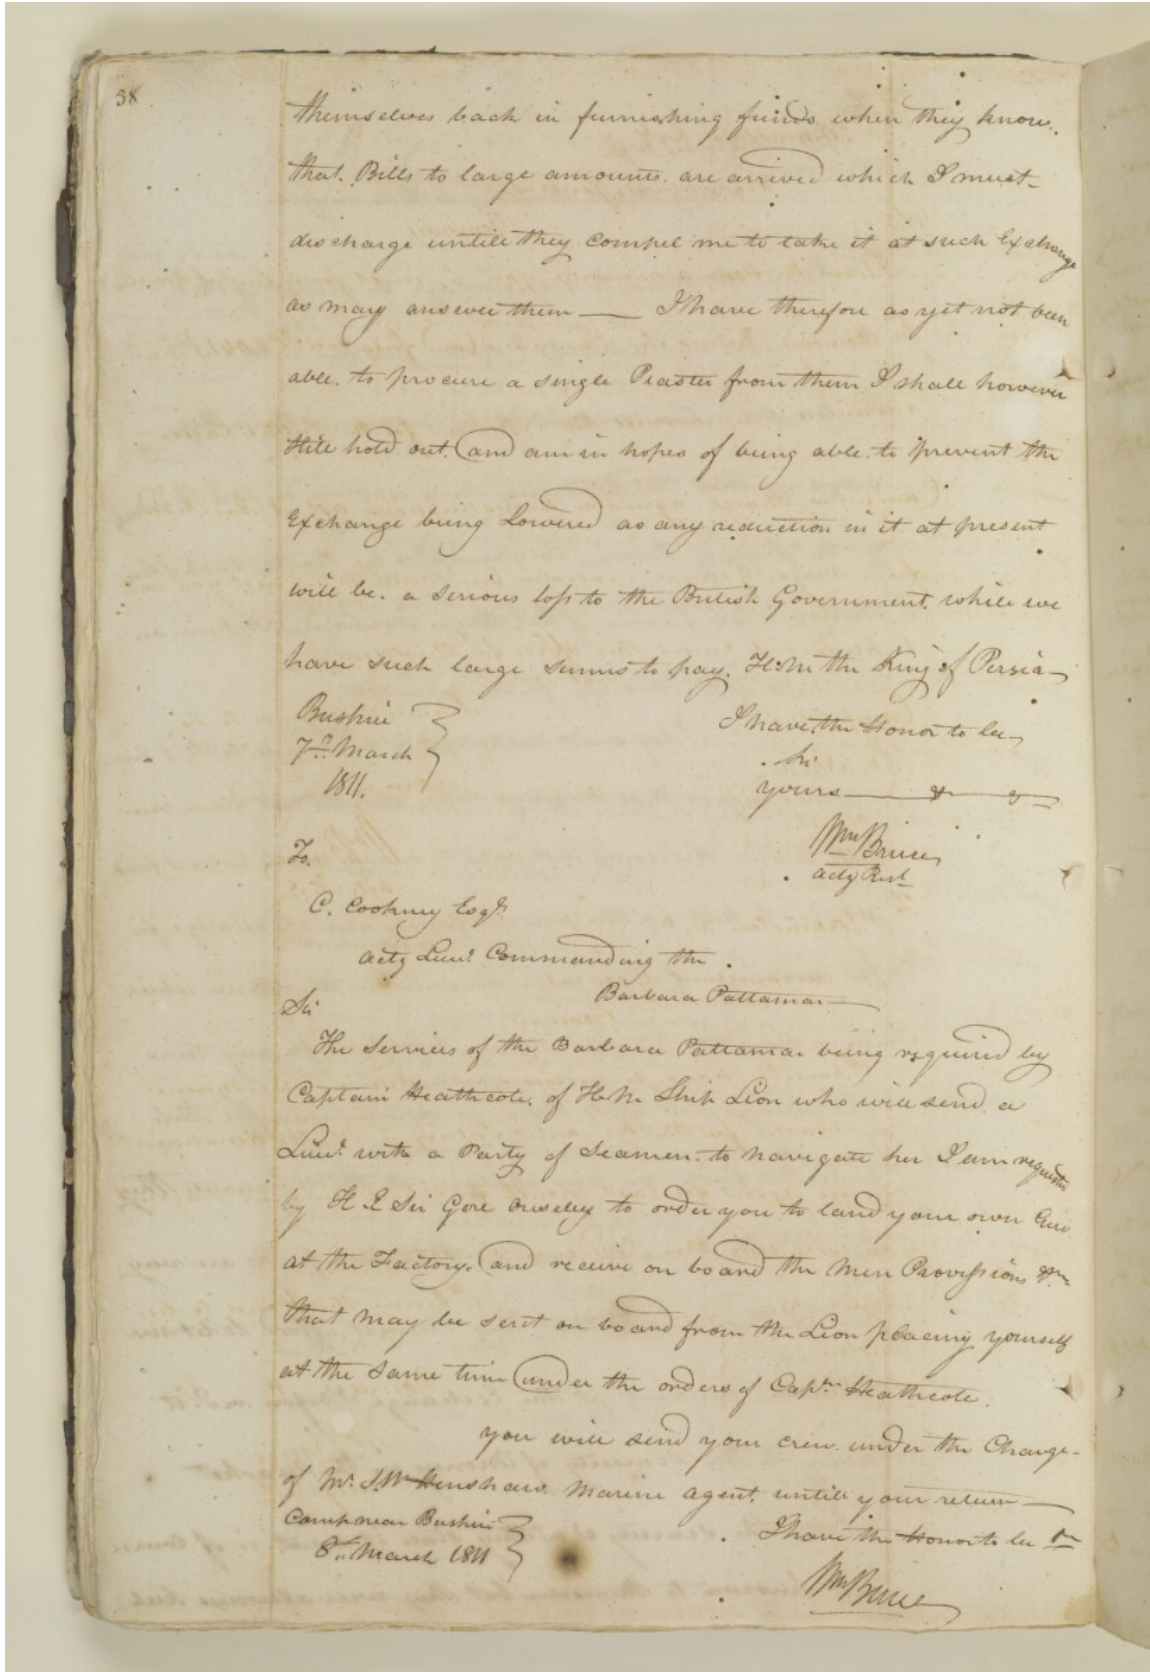 58
themselves back in furnishing funds when they know
that Bills to large amounts are arrived which I must
discharge untill they compel me to take it at such Exchange
as may answer them — I have therefore as yet not been
able to procure a single Piaster from them I shall however
still hold out and am in hopes of being able to prevent the
Exchange being Lowered as any reduction in it at present
will be a serious loss to the British Government while we
have such large sums to pay H:M the King of Persia
Bushire
7th March
1811.
I have the Honor to be
Sir
yours — & — &
Wm Bruce
actg Rest
To
C. Cookney Esqr
actg Lieut Commanding the
Barbara Pattamar
Sir
The Services of the Barbara Pattamar being required by
Captain Heathcote of H M Ship Lion who will send a
Lieut with a Party of Seamen to navigate her I am requested
by H.E Sir Gore Ouseley to order you to land your own
at the Factory and receive on board the men Provisions &c
that may be sent on board from the Lion placing yourself
at the same time under the orders of Captn Heathcote.
you will send your crew under the Charge
of Mr. Henshaw Marine agent untill your return
Camp near Bushire
8th March 1811
I have the Honor to be &c
Wm Bruce